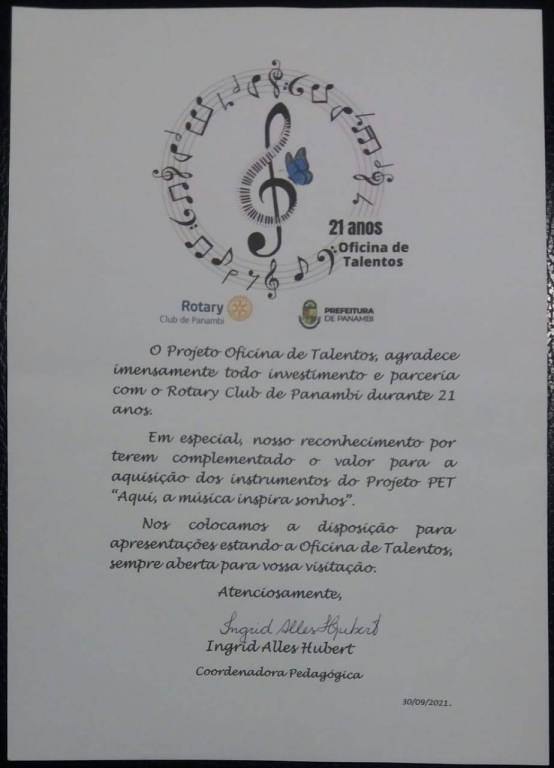 21 anos
Oficina de
Talentos
Rotary
Club de Panambi
PREFEITURA
DE PANAMBI
O Projeto Oficina de Talentos, agradece
imensamente todo investimento e parceria
com o Rotary Club de Panambi durante 21
anos.
Em especial, nosso reconhecimento por
terem complementado o valor para a
aquisição dos instrumentos do Projeto PET
"Aqui, a música inspira sonhos".
Nos colocamos a disposição para
apresentações estando a Oficina de Talentos,
sempre aberta para vossa visitação.
Atenciosamente,
Ingrid Alles Hubert
Ingrid Alles Hubert
Coordenadora Pedagógica
30/09/2021.